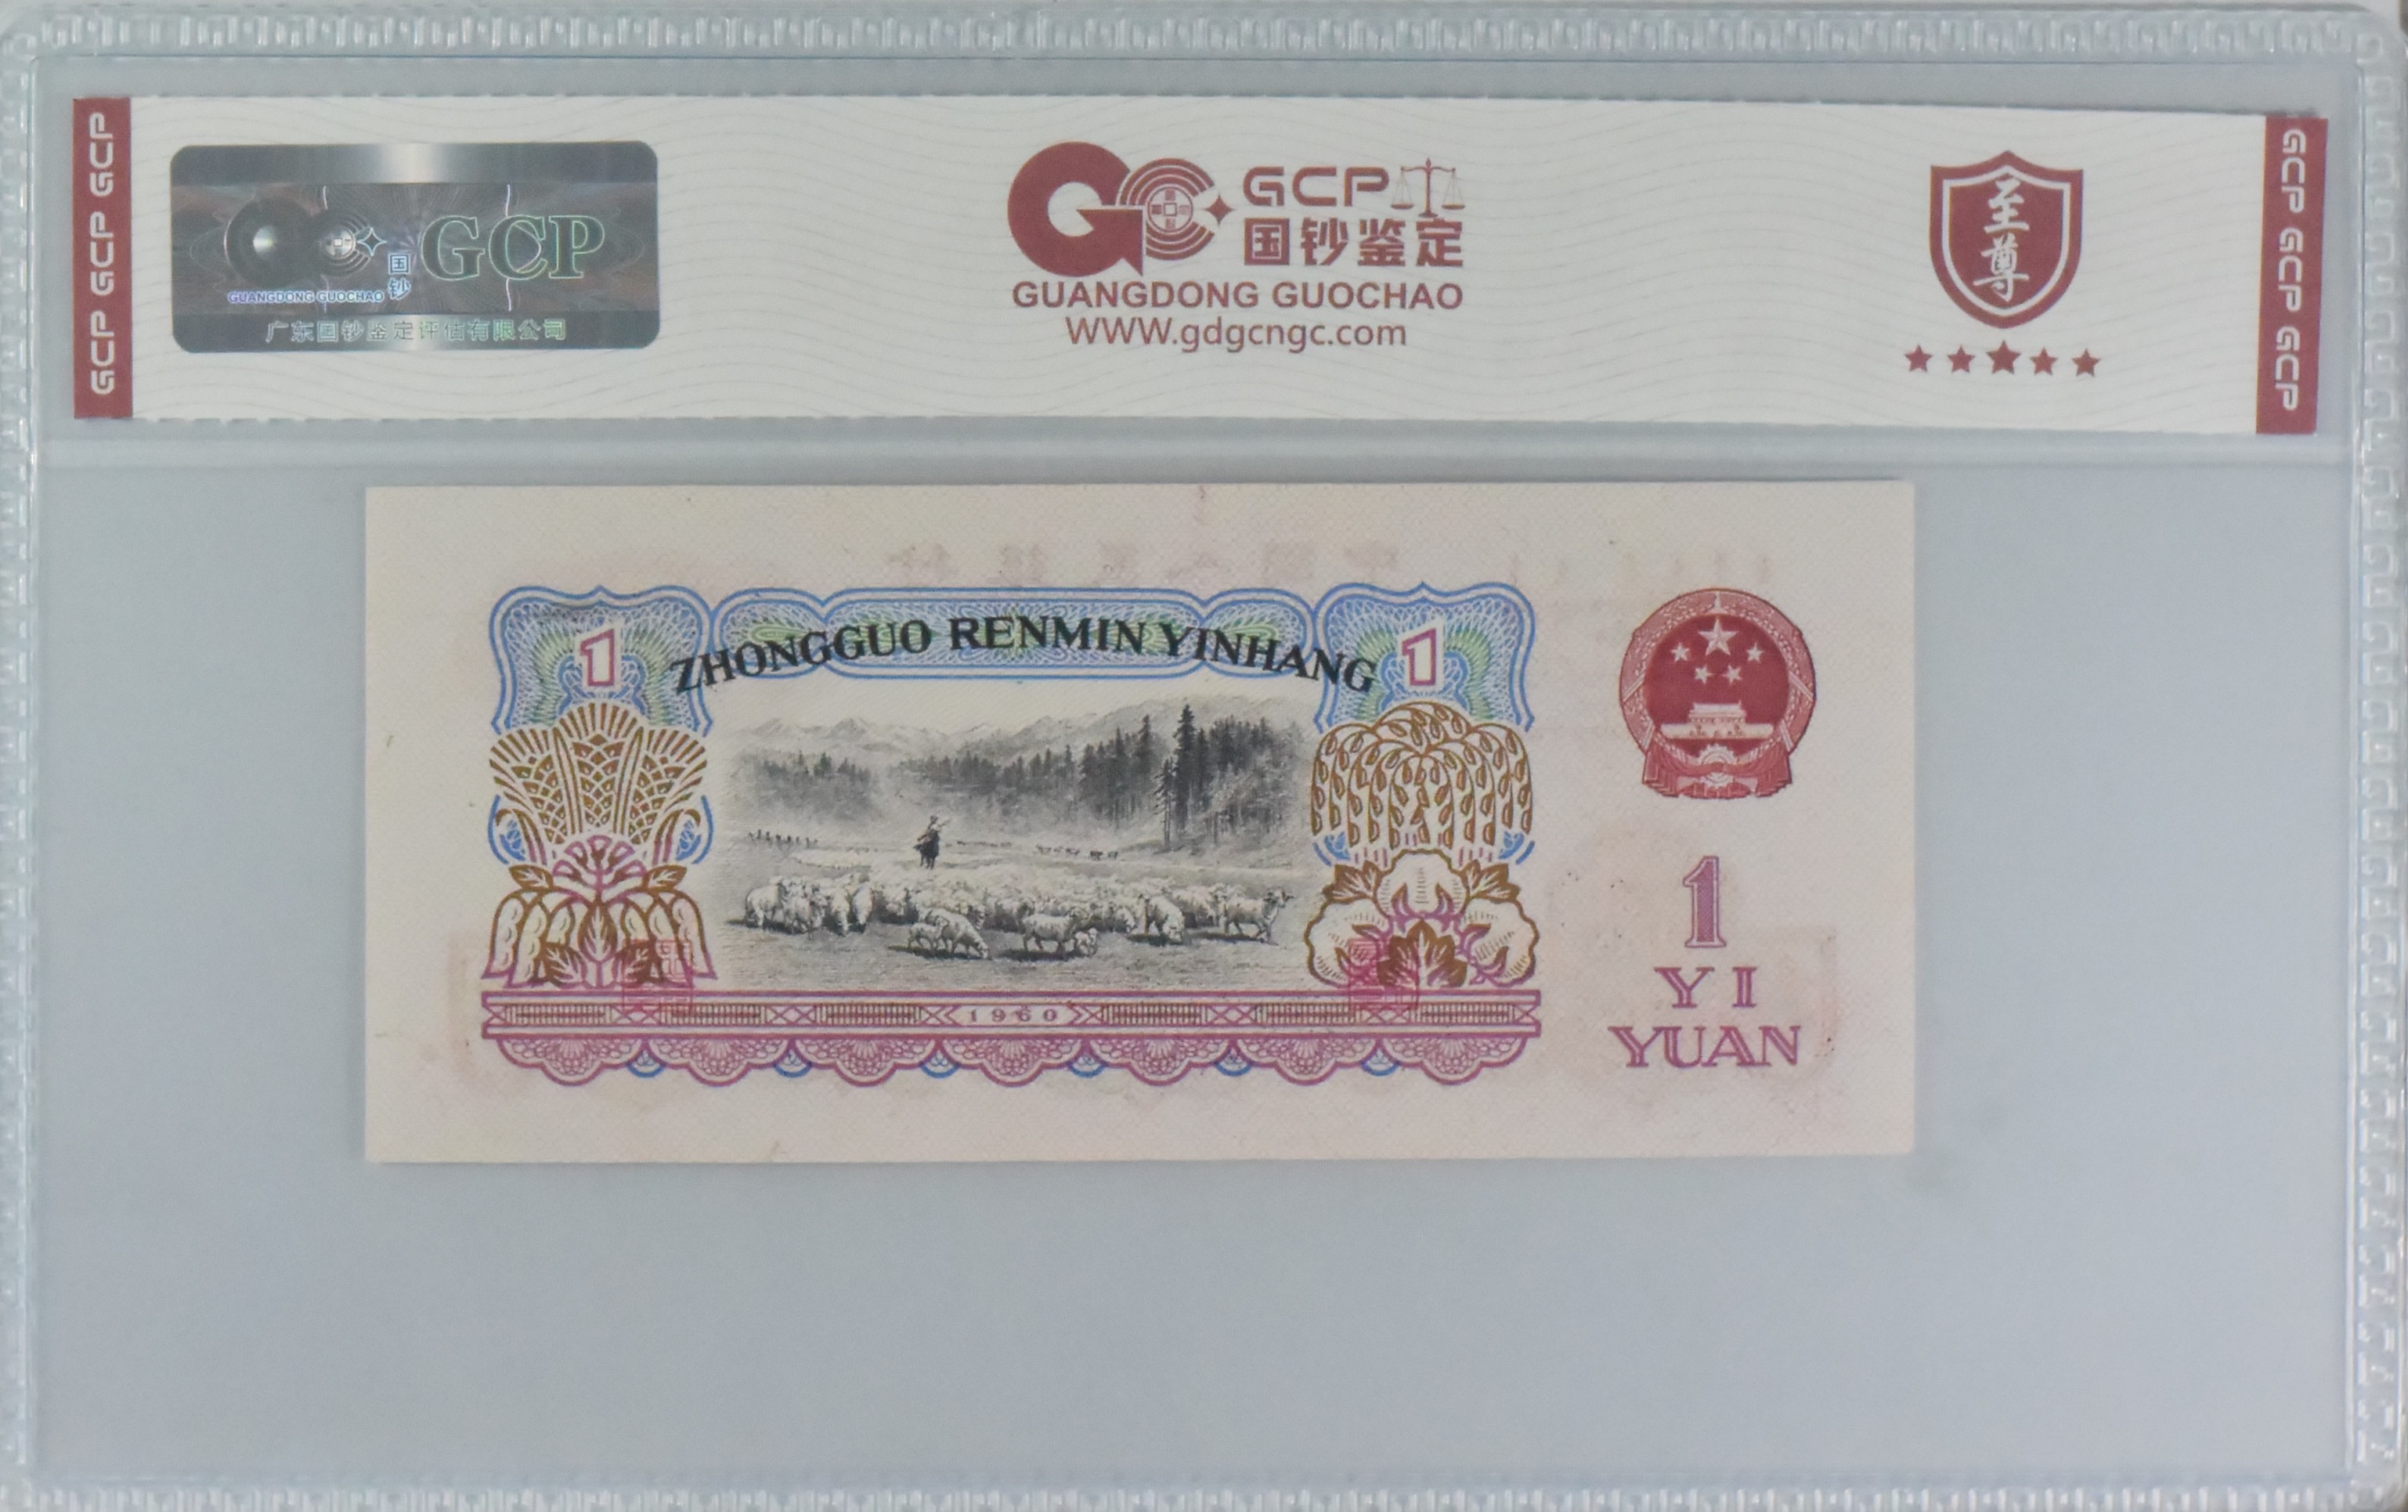 GCP GCP GCP
国钞
GCP
GUANGDONG GUOCHAO
广东国钞鉴定评估有限公司
GCP
国钞鉴定
GUANGDONG GUOCHAO
WWW.gdgcngc.com
至尊
GCP GCP GCP
1
ZHONGGUO RENMIN YINHANG
1
1960
1
YI
YUAN